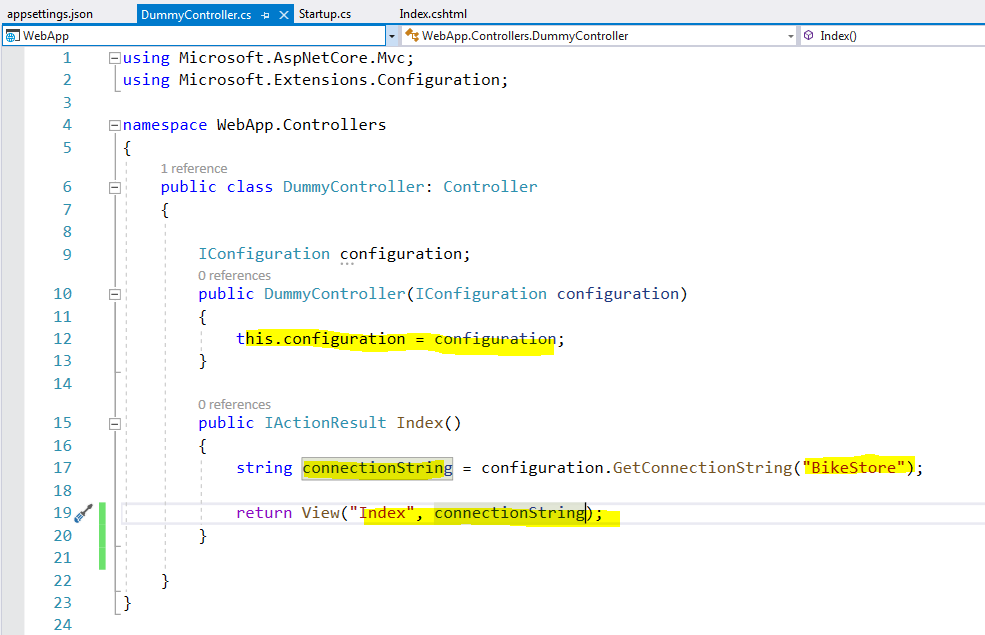 appsettings.json DummyController.cs Startup.cs Index.cshtml
WebApp WebApp.Controllers.DummyController Index()
1 using Microsoft.AspNetCore.Mvc;
2 using Microsoft.Extensions.Configuration;
3
4 namespace WebApp.Controllers
5 {
1 reference
6 public class DummyController: Controller
7 {
8
9 IConfiguration configuration;
0 references
10 public DummyController(IConfiguration configuration)
11 {
12 this.configuration = configuration;
13 }
14
0 references
15 public IActionResult Index()
16 {
17 string connectionString = configuration.GetConnectionString("BikeStore");
18
19 return View("Index", connectionString);
20 }
21
22 }
23 }
24